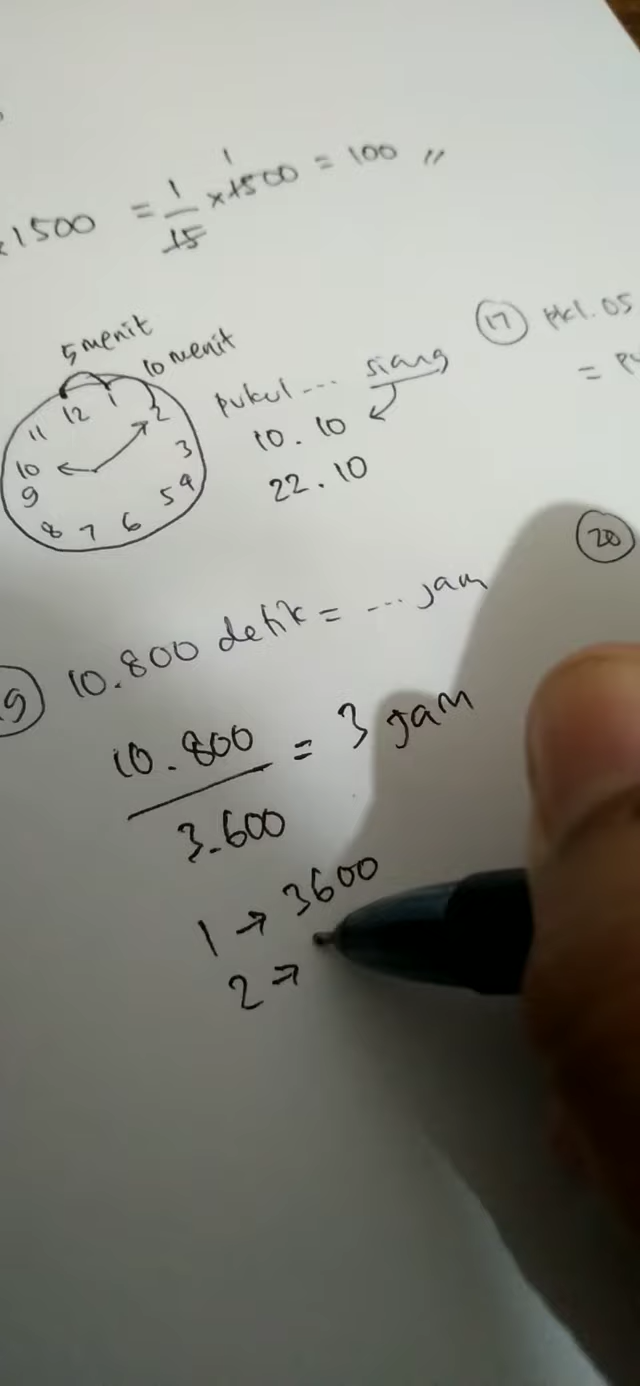 1500 = 1/15 x 1500 = 100 //
1
5 menit
10 menit
12 1 2 3 4 5 6 7 8 9 10 11
pukul ... siang
10.10
22.10
17 Pkl. 05
=
20
10.800 detik = ... jam
10.800 / 3.600 = 3 jam
1 → 3600
2 →